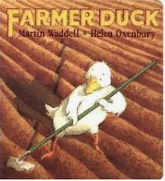 FARMER DUCK
Martin Waddell • Helen Oxenbury